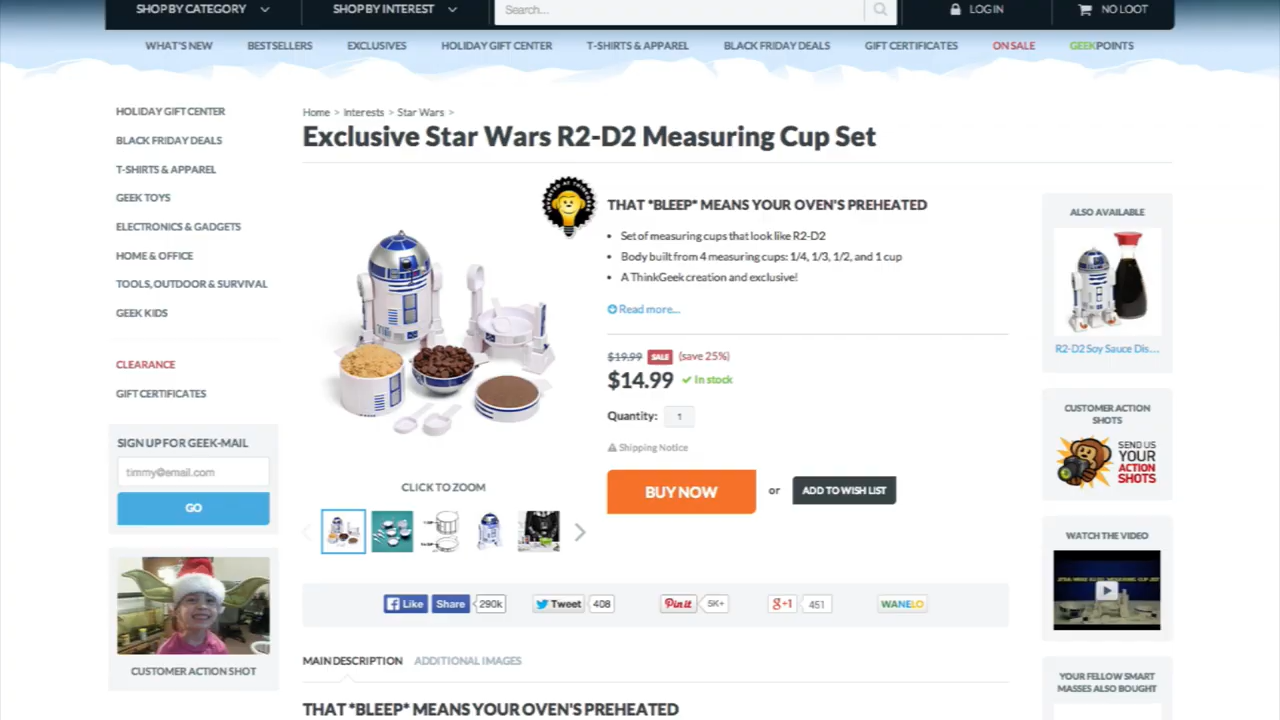 SHOP BY CATEGORY
SHOP BY INTEREST
Search...
LOG IN
NO LOOT
WHAT'S NEW
BESTSELLERS
EXCLUSIVES
HOLIDAY GIFT CENTER
T-SHIRTS & APPAREL
BLACK FRIDAY DEALS
GIFT CERTIFICATES
ON SALE
GEEKPOINTS
HOLIDAY GIFT CENTER
BLACK FRIDAY DEALS
T-SHIRTS & APPAREL
GEEK TOYS
ELECTRONICS & GADGETS
HOME & OFFICE
TOOLS, OUTDOOR & SURVIVAL
GEEK KIDS
CLEARANCE
GIFT CERTIFICATES
SIGN UP FOR GEEK-MAIL
timmy@email.com
GO
CUSTOMER ACTION SHOT
Home > Interests > Star Wars >
Exclusive Star Wars R2-D2 Measuring Cup Set
CLICK TO ZOOM
THAT *BLEEP* MEANS YOUR OVEN'S PREHEATED
• Set of measuring cups that look like R2-D2
• Body built from 4 measuring cups: 1/4, 1/3, 1/2, and 1 cup
• A ThinkGeek creation and exclusive!
Read more...
$19.99 SALE (save 25%)
$14.99 In stock
Quantity: 1
Shipping Notice
BUY NOW or ADD TO WISH LIST
Like Share 290k
Tweet 408
Pin it 5K+
g+1 451
WANELO
MAIN DESCRIPTION
ADDITIONAL IMAGES
THAT *BLEEP* MEANS YOUR OVEN'S PREHEATED
ALSO AVAILABLE
R2-D2 Soy Sauce Dis...
CUSTOMER ACTION
SHOTS
SEND US
YOUR
ACTION
SHOTS
WATCH THE VIDEO
YOUR FELLOW SMART
MASSES ALSO BOUGHT